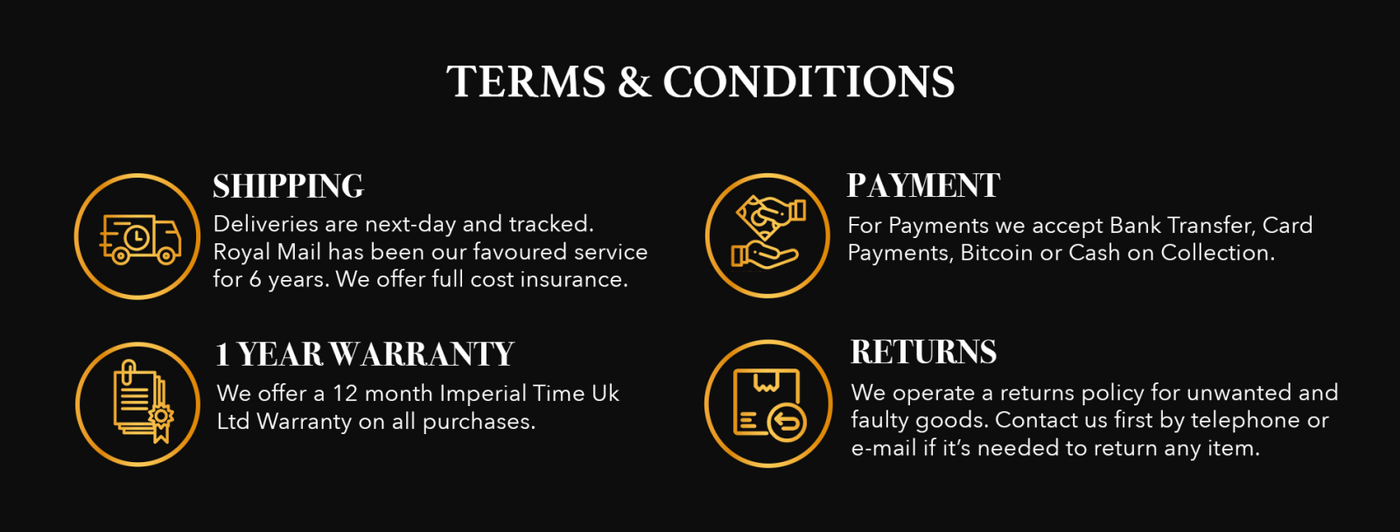 TERMS & CONDITIONS
SHIPPING
Deliveries are next-day and tracked.
Royal Mail has been our favoured service
for 6 years. We offer full cost insurance.
PAYMENT
For Payments we accept Bank Transfer, Card
Payments, Bitcoin or Cash on Collection.
1 YEAR WARRANTY
We offer a 12 month Imperial Time Uk
Ltd Warranty on all purchases.
RETURNS
We operate a returns policy for unwanted and
faulty goods. Contact us first by telephone or
e-mail if it’s needed to return any item.